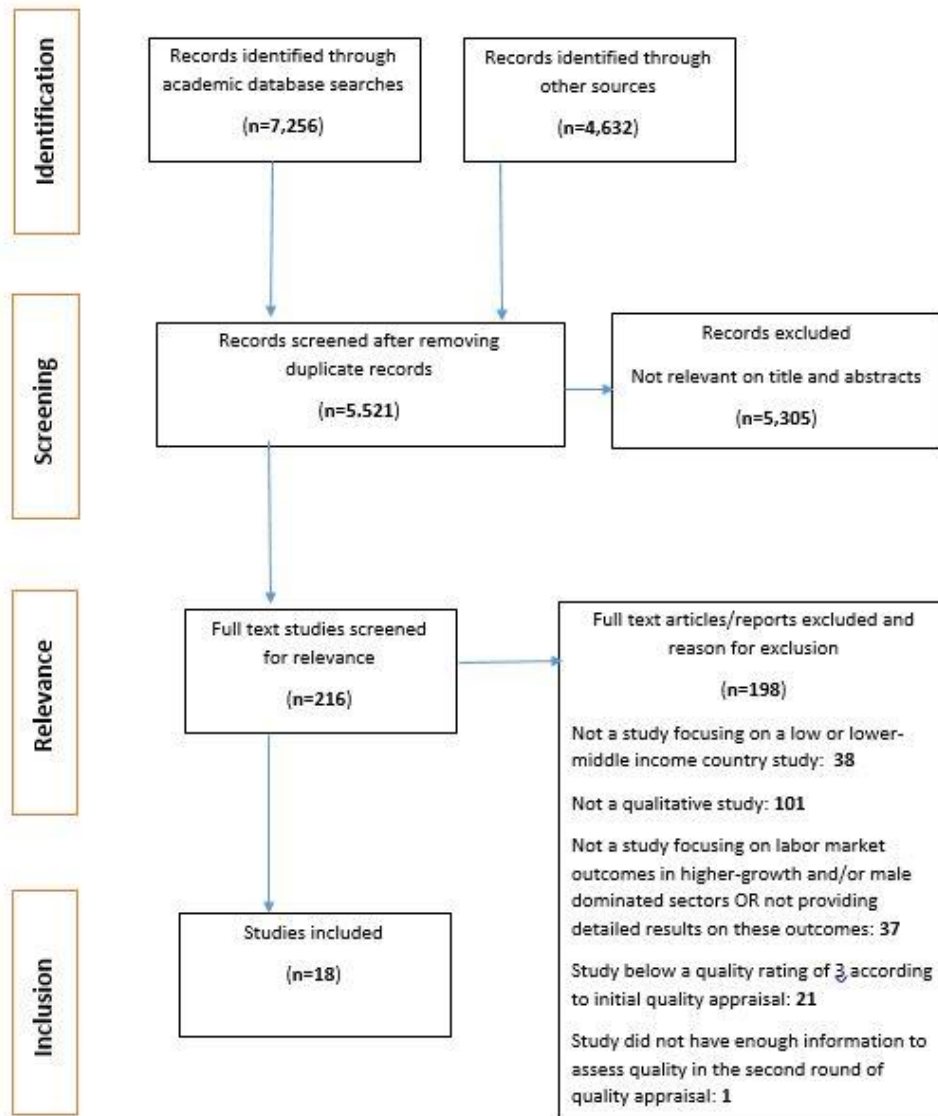 Identification
Records identified through
academic database searches
(n=7,256)
Records identified through
other sources
(n=4,632)
Screening
Records screened after removing
duplicate records
(n=5.521)
Records excluded
Not relevant on title and abstracts
(n=5,305)
Relevance
Full text studies screened
for relevance
(n=216)
Full text articles/reports excluded and
reason for exclusion
(n=198)
Not a study focusing on a low or lower-
middle income country study: 38
Not a qualitative study: 101
Not a study focusing on labor market
outcomes in higher-growth and/or male
dominated sectors OR not providing
detailed results on these outcomes: 37
Study below a quality rating of 3 according
to initial quality appraisal: 21
Study did not have enough information to
assess quality in the second round of
quality appraisal: 1
Inclusion
Studies included
(n=18)